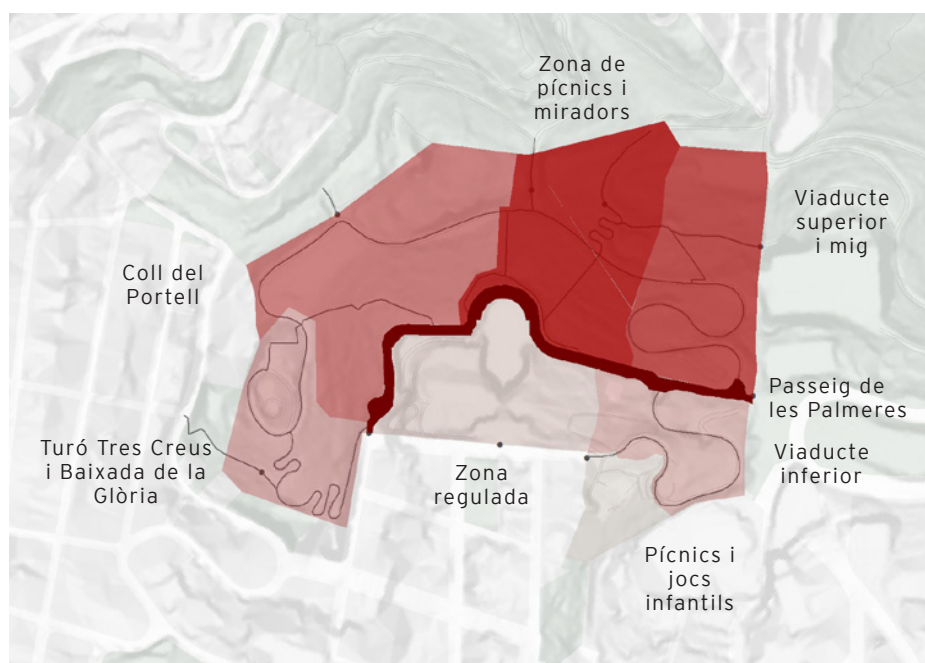 Zona de
pícnics i
miradors
Viaducte
superior
i mig
Coll del
Portell
Passeig de
les Palmeres
Turó Tres Creus
i Baixada de la
Glòria
Zona
regulada
Viaducte
inferior
Pícnics i
jocs
infantils